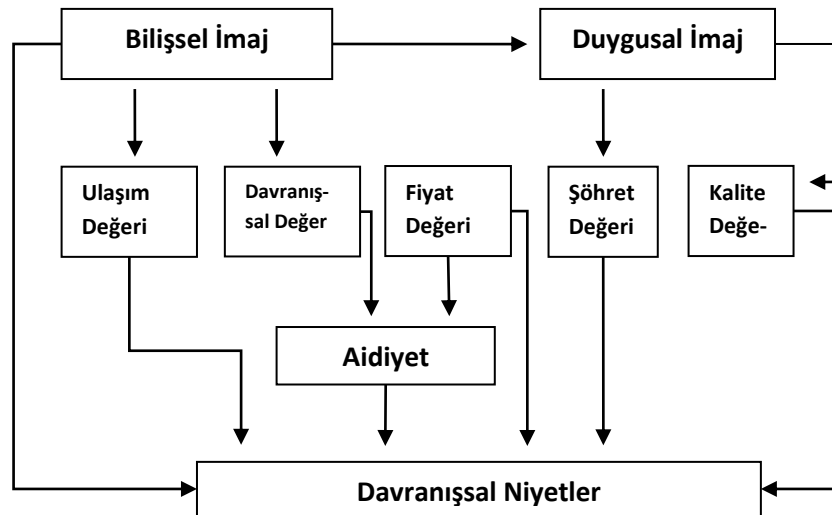 Bilişsel İmaj
Duygusal İmaj
Ulaşım
Değeri
Davranış-
sal Değer
Fiyat
Değeri
Şöhret
Değeri
Kalite
Değe-
Aidiyet
Davranışsal Niyetler